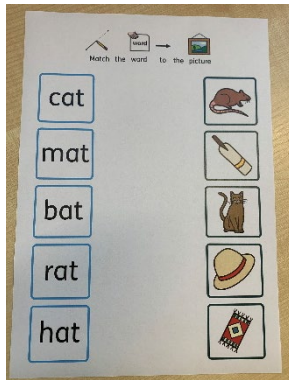 word
Match the word to the picture
cat
mat
bat
rat
hat